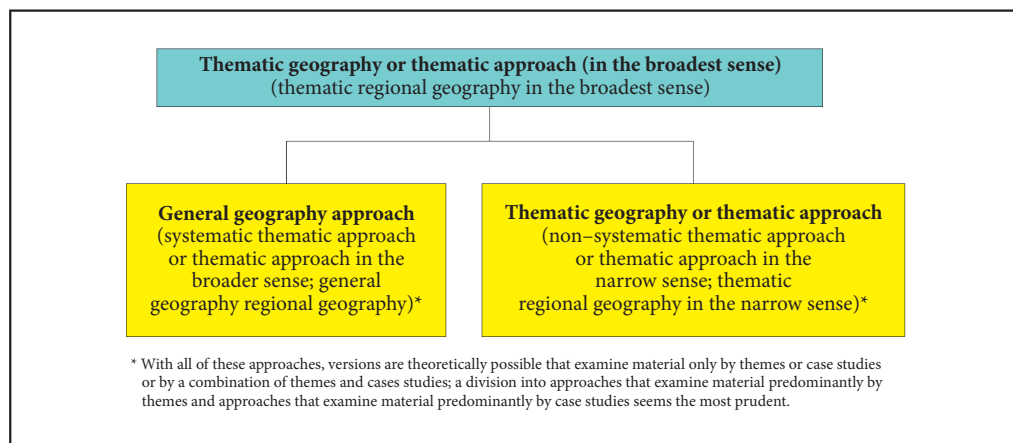 Thematic geography or thematic approach (in the broadest sense)
(thematic regional geography in the broadest sense)
General geography approach
(systematic thematic approach
or thematic approach in the
broader sense; general
geography regional geography)*
Thematic geography or thematic approach
(non–systematic thematic approach
or thematic approach in the
narrow sense; thematic
regional geography in the narrow sense)*
* With all of these approaches, versions are theoretically possible that examine material only by themes or case studies
or by a combination of themes and cases studies; a division into approaches that examine material predominantly by
themes and approaches that examine material predominantly by case studies seems the most prudent.